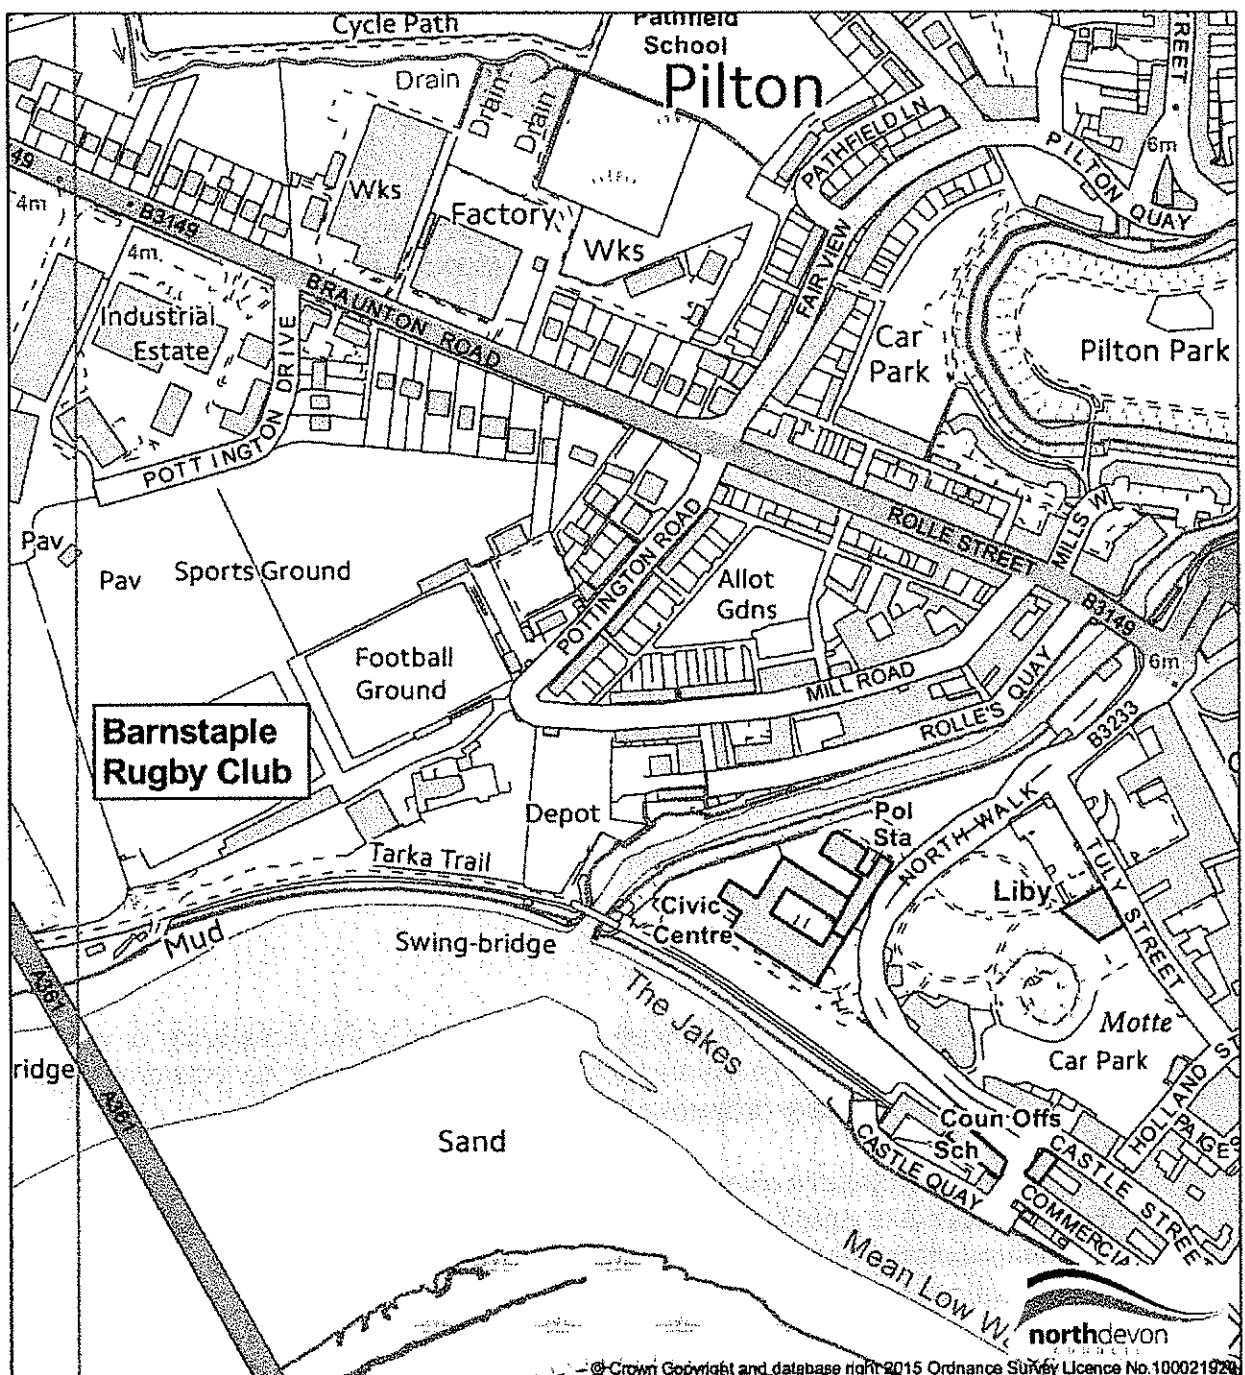 Cycle Path
Pathfield
School
Pilton
Drain
Drain
Drain
PATHFIELD LN
STREET
6m
PILTON QUAY
49
4m
B3149
Wks
Factory
Wks
FAIR VIEW
4m
Industrial
Estate
BRAUNTON ROAD
Car
Park
Pilton Park
POTTINGTON DRIVE
Pav
Pav
Sports Ground
POTTINGTON ROAD
Allot
Gdns
ROLLE STREET
MILLS W
B3149
6m
Football
Ground
MILL ROAD
ROLLE'S QUAY
B3233
Barnstaple
Rugby Club
Depot
Pol
Sta
NORTH WALK
Tarka Trail
Liby
TULY STREET
Civic
Centre
Mud
Swing-bridge
A361
The Jakes
Motte
Car Park
ridge
A361
HOLLAND ST
PAIGE
Sand
Coun Offs
Sch
CASTLE QUAY
CASTLE STREE
COMMERCIA
Mean Low W
northdevon
COUNCIL
© Crown Copyright and database right 2015 Ordnance Survey Licence No.100021929